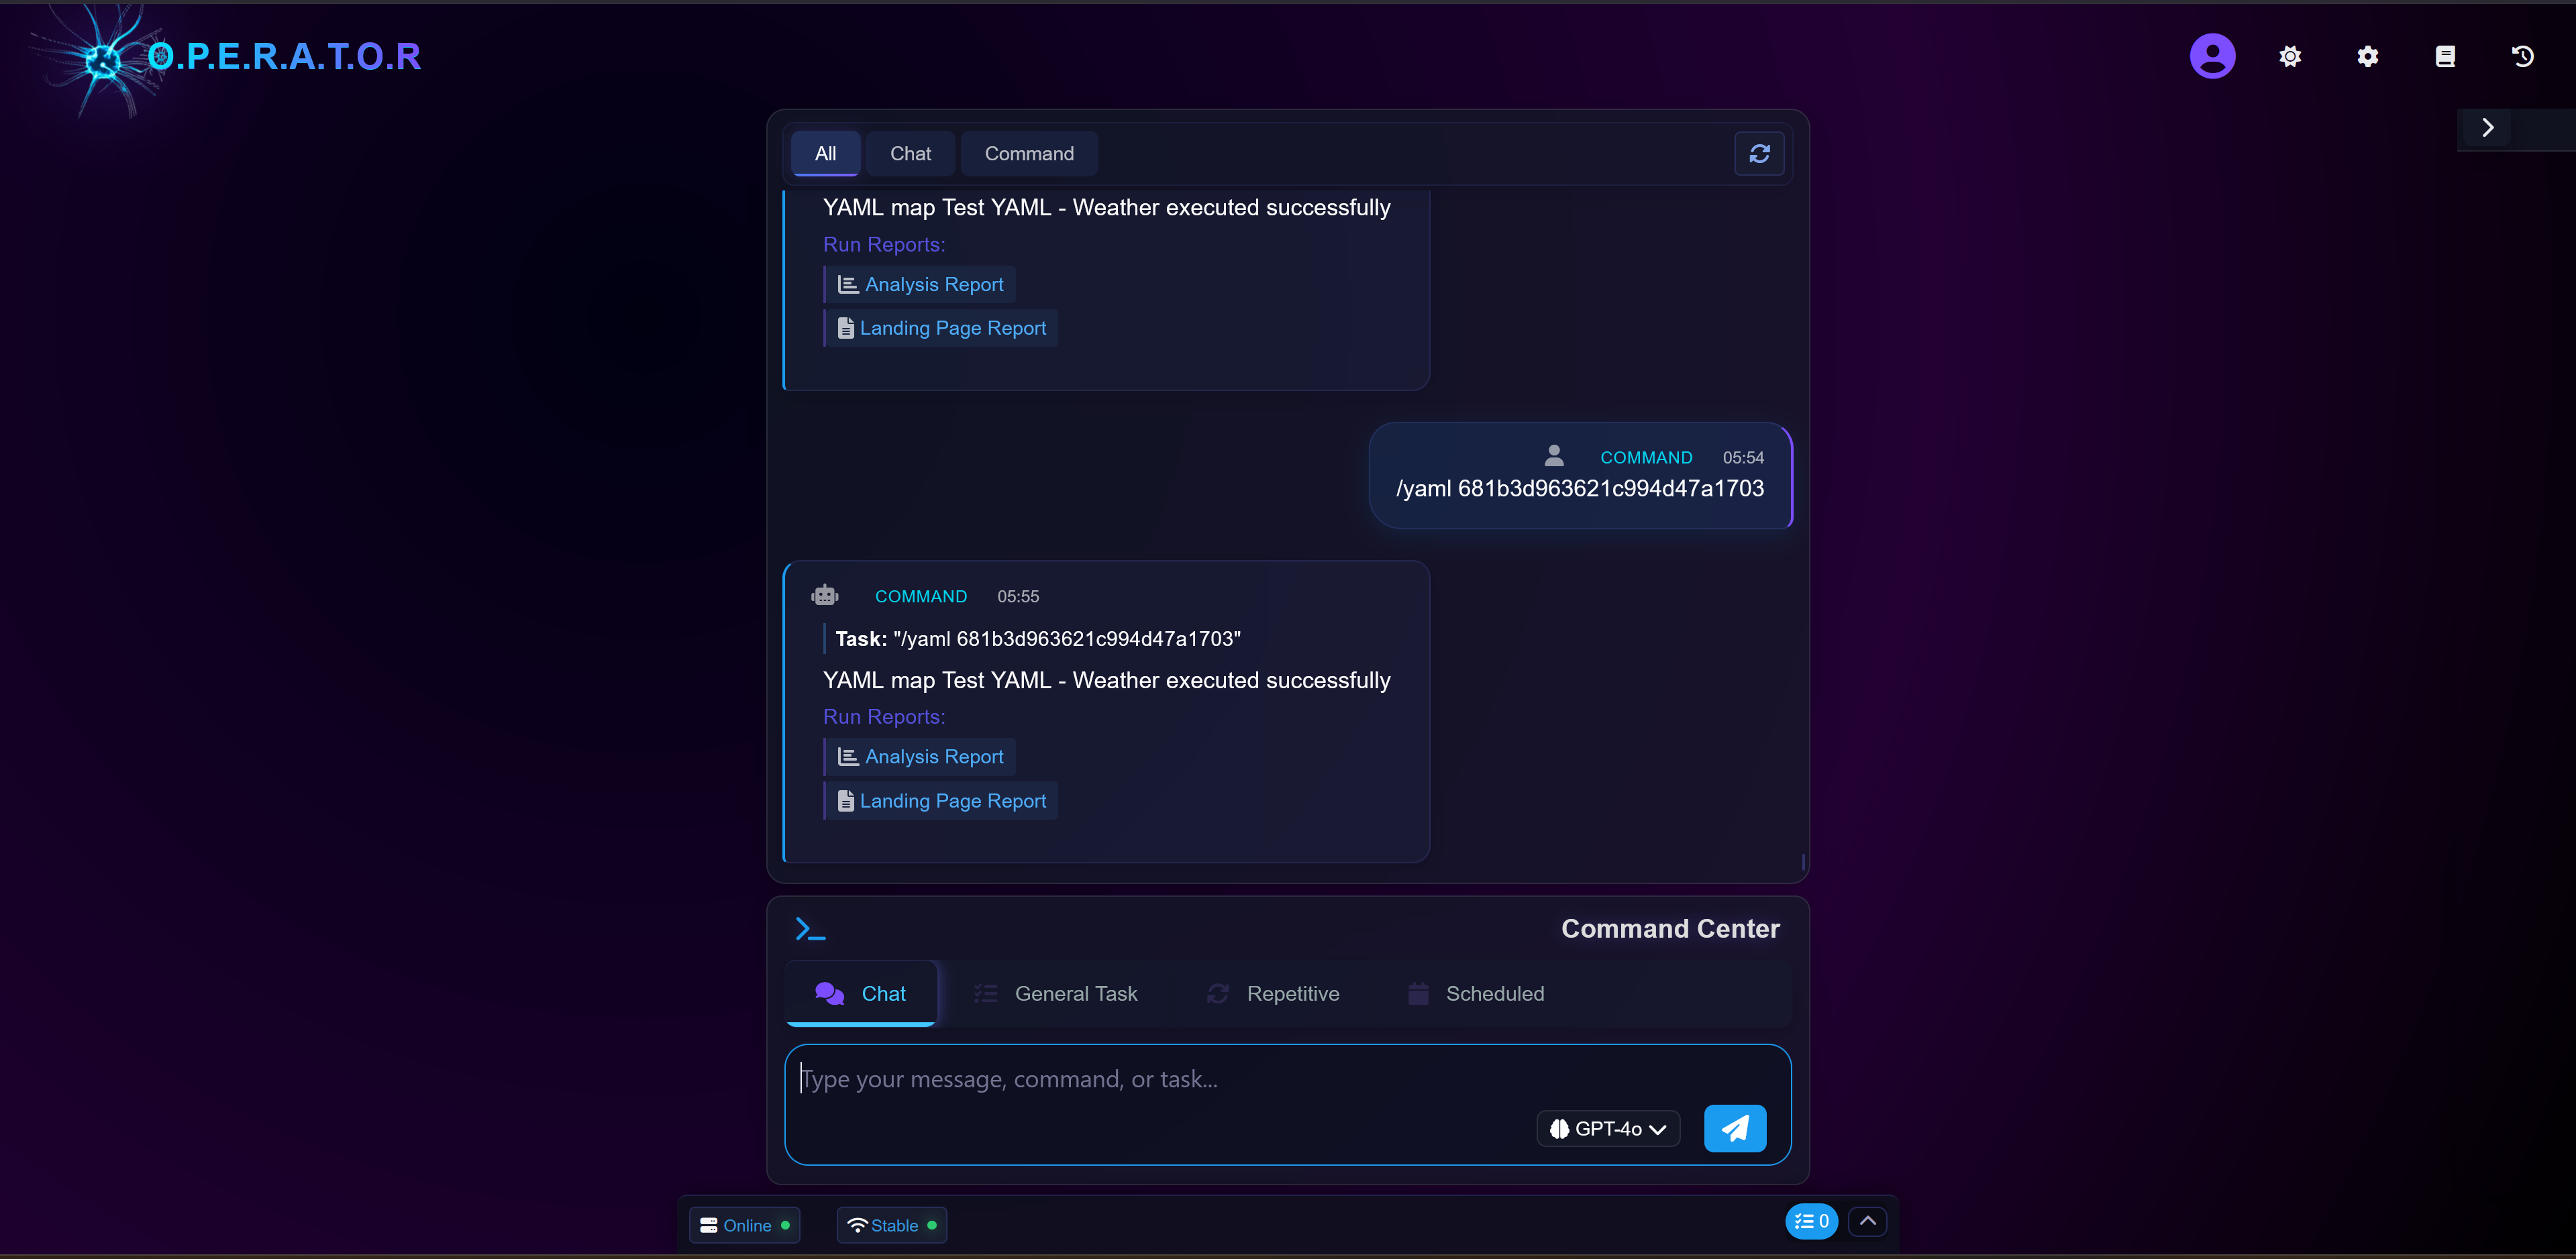 O.P.E.R.A.T.O.R
All
Chat
Command
YAML map Test YAML - Weather executed successfully
Run Reports:
Analysis Report
Landing Page Report
COMMAND 05:54
/yaml 681b3d963621c994d47a1703
COMMAND 05:55
Task: "/yaml 681b3d963621c994d47a1703"
YAML map Test YAML - Weather executed successfully
Run Reports:
Analysis Report
Landing Page Report
Command Center
Chat
General Task
Repetitive
Scheduled
Type your message, command, or task...
GPT-4o
Online
Stable
0